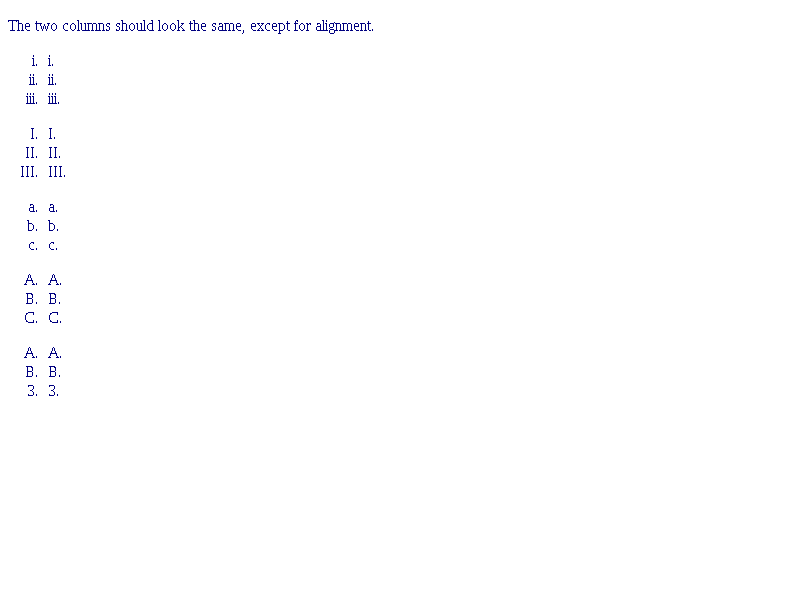 The two columns should look the same, except for alignment.
i. i.
ii. ii.
iii. iii.
I. I.
II. II.
III. III.
a. a.
b. b.
c. c.
A. A.
B. B.
C. C.
A. A.
B. B.
3. 3.